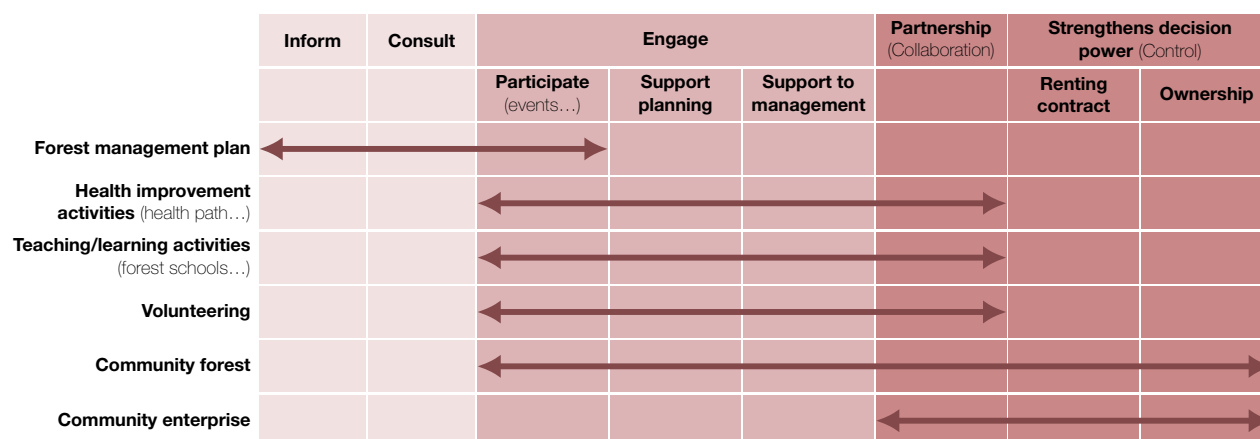 Inform
Consult
Engage
Partnership
(Collaboration)
Strengthens decision
power (Control)
Participate
(events…)
Support
planning
Support to
management
Renting
contract
Ownership
Forest management plan
Health improvement
activities (health path…)
Teaching/learning activities
(forest schools…)
Volunteering
Community forest
Community enterprise